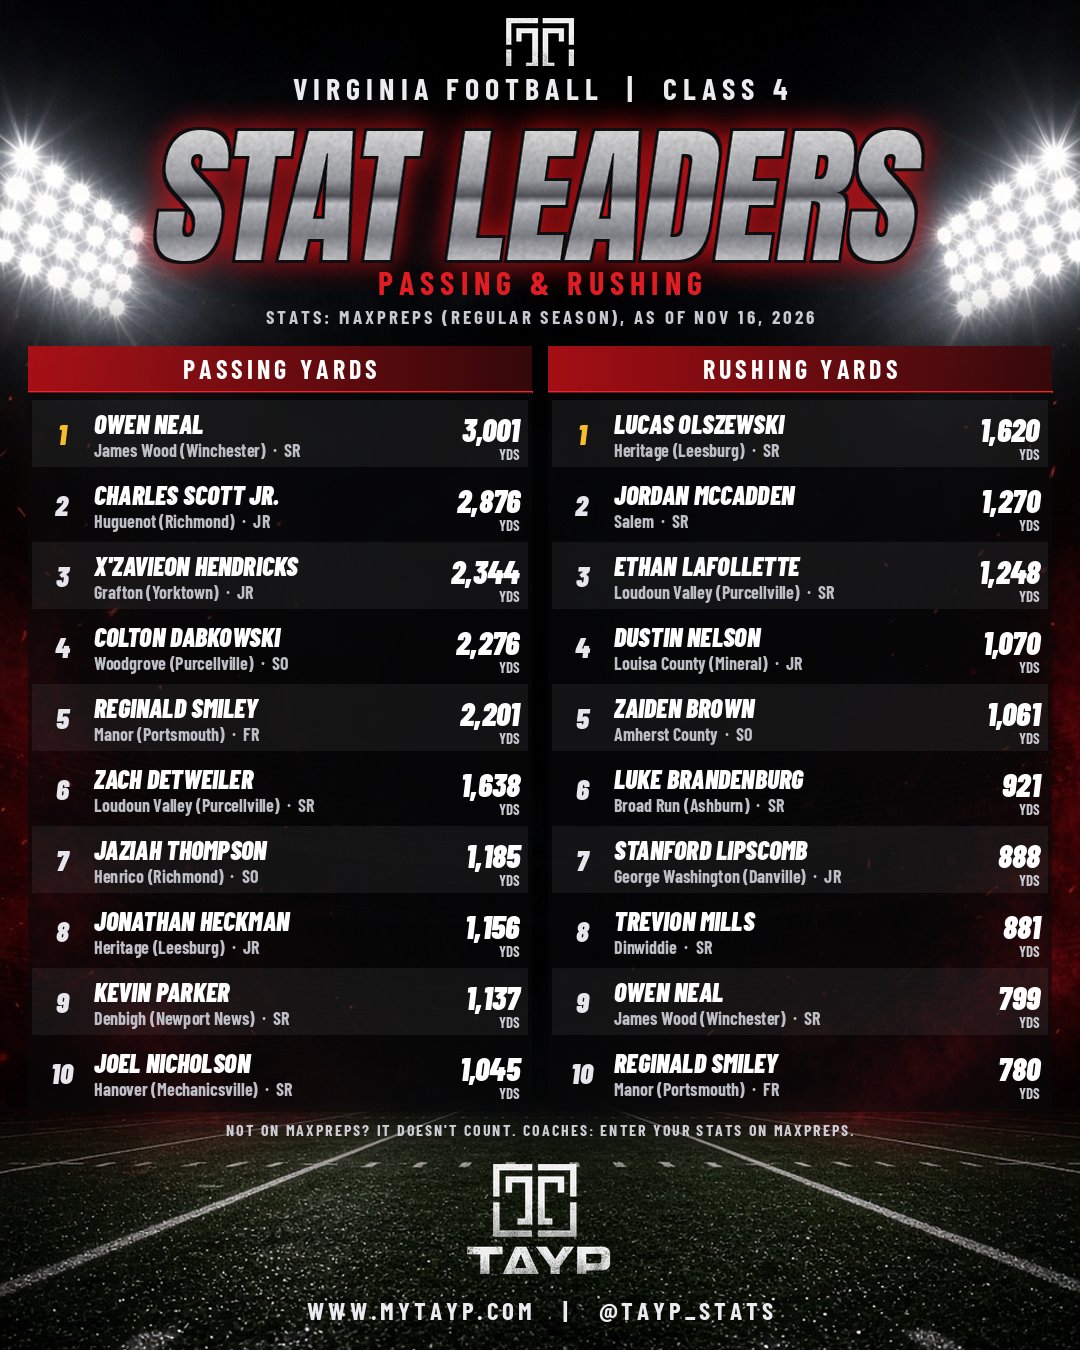 VIRGINIA FOOTBALL | CLASS 4
STAT LEADERS
PASSING & RUSHING
STATS: MAXPREPS (REGULAR SEASON), AS OF NOV 16, 2026
PASSING YARDS
1 OWEN NEAL 3,001
James Wood (Winchester) · SR YDS
2 CHARLES SCOTT JR. 2,876
Huguenot (Richmond) · JR YDS
3 X'ZAVIEON HENDRICKS 2,344
Grafton (Yorktown) · JR YDS
4 COLTON DABKOWSKI 2,276
Woodgrove (Purcellville) · SO YDS
5 REGINALD SMILEY 2,201
Manor (Portsmouth) · FR YDS
6 ZACH DETWEILER 1,638
Loudoun Valley (Purcellville) · SR YDS
7 JAZIAH THOMPSON 1,185
Henrico (Richmond) · SO YDS
8 JONATHAN HECKMAN 1,156
Heritage (Leesburg) · JR YDS
9 KEVIN PARKER 1,137
Denbigh (Newport News) · SR YDS
10 JOEL NICHOLSON 1,045
Hanover (Mechanicsville) · SR YDS
RUSHING YARDS
1 LUCAS OLSZEWSKI 1,620
Heritage (Leesburg) · SR YDS
2 JORDAN MCCADDEN 1,270
Salem · SR YDS
3 ETHAN LAFOLLETTE 1,248
Loudoun Valley (Purcellville) · SR YDS
4 DUSTIN NELSON 1,070
Louisa County (Mineral) · JR YDS
5 ZAIDEN BROWN 1,061
Amherst County · SO YDS
6 LUKE BRANDENBURG 921
Broad Run (Ashburn) · SR YDS
7 STANFORD LIPSCOMB 888
George Washington (Danville) · JR YDS
8 TREVION MILLS 881
Dinwiddie · SR YDS
9 OWEN NEAL 799
James Wood (Winchester) · SR YDS
10 REGINALD SMILEY 780
Manor (Portsmouth) · FR YDS
NOT ON MAXPREPS? IT DOESN'T COUNT. COACHES: ENTER YOUR STATS ON MAXPREPS.
TAYP
WWW.MYTAYP.COM | @TAYP_STATS